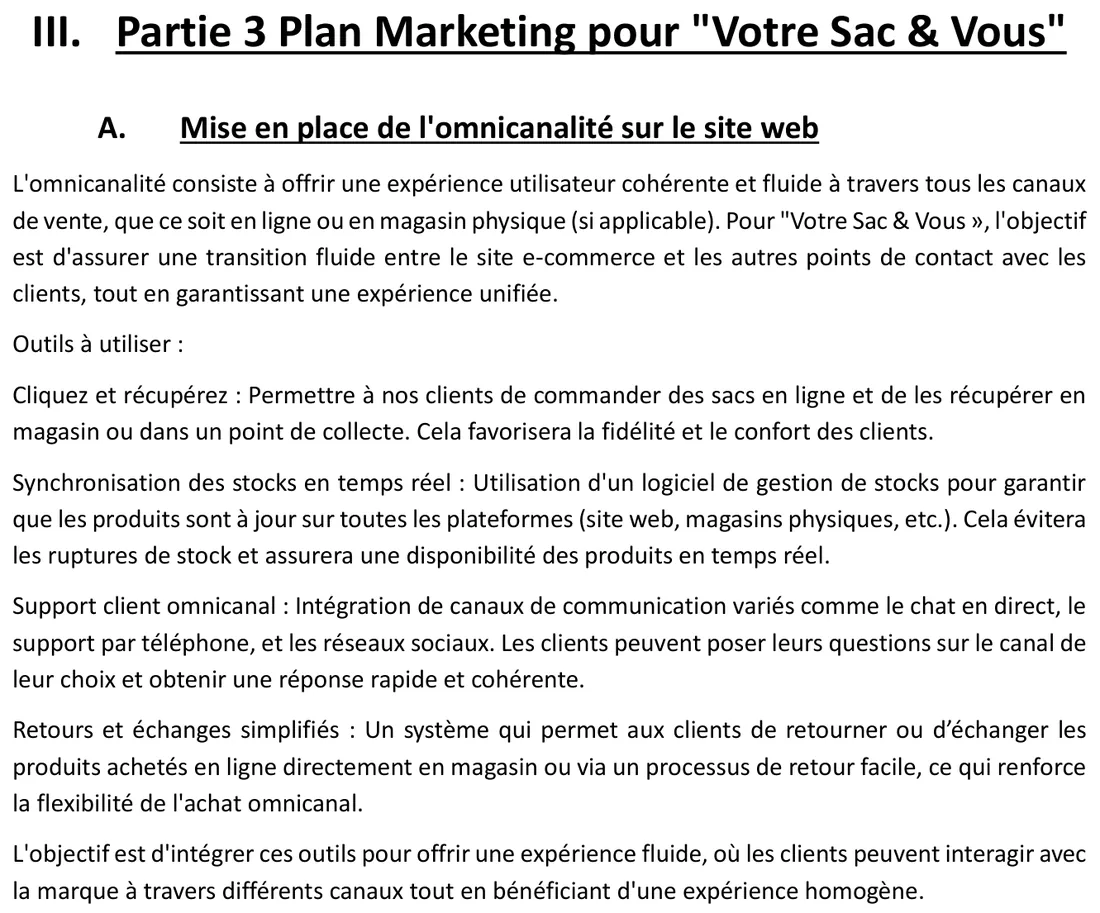 III. Partie 3 Plan Marketing pour "Votre Sac & Vous"
A. Mise en place de l'omnicanalité sur le site web
L'omnicanalité consiste à offrir une expérience utilisateur cohérente et fluide à travers tous les canaux
de vente, que ce soit en ligne ou en magasin physique (si applicable). Pour "Votre Sac & Vous », l'objectif
est d'assurer une transition fluide entre le site e-commerce et les autres points de contact avec les
clients, tout en garantissant une expérience unifiée.
Outils à utiliser :
Cliquez et récupérez : Permettre à nos clients de commander des sacs en ligne et de les récupérer en
magasin ou dans un point de collecte. Cela favorisera la fidélité et le confort des clients.
Synchronisation des stocks en temps réel : Utilisation d'un logiciel de gestion de stocks pour garantir
que les produits sont à jour sur toutes les plateformes (site web, magasins physiques, etc.). Cela évitera
les ruptures de stock et assurera une disponibilité des produits en temps réel.
Support client omnicanal : Intégration de canaux de communication variés comme le chat en direct, le
support par téléphone, et les réseaux sociaux. Les clients peuvent poser leurs questions sur le canal de
leur choix et obtenir une réponse rapide et cohérente.
Retours et échanges simplifiés : Un système qui permet aux clients de retourner ou d’échanger les
produits achetés en ligne directement en magasin ou via un processus de retour facile, ce qui renforce
la flexibilité de l'achat omnicanal.
L'objectif est d'intégrer ces outils pour offrir une expérience fluide, où les clients peuvent interagir avec
la marque à travers différents canaux tout en bénéficiant d'une expérience homogène.